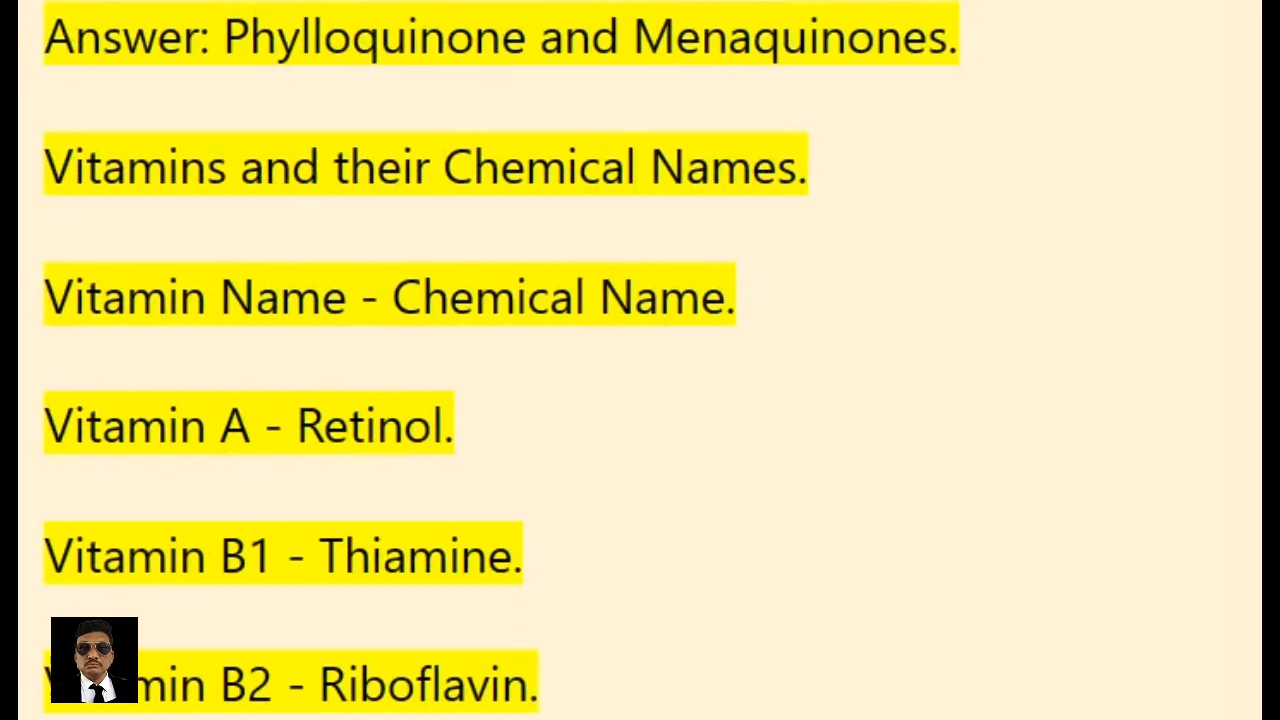 Answer: Phylloquinone and Menaquinones.
Vitamins and their Chemical Names.
Vitamin Name - Chemical Name.
Vitamin A - Retinol.
Vitamin B1 - Thiamine.
min B2 - Riboflavin.